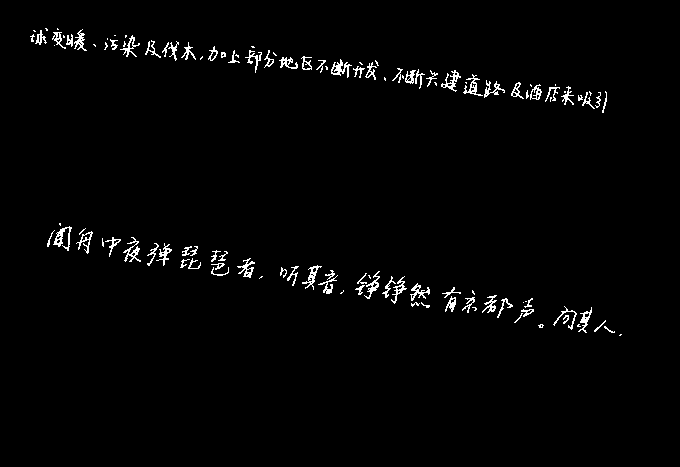 球变暖、污染及伐木，加上部分地区不断开发、不断兴建道路及酒店来吸引
闻舟中夜弹琵琶者，听其音，铮铮然有京都声。问其人，